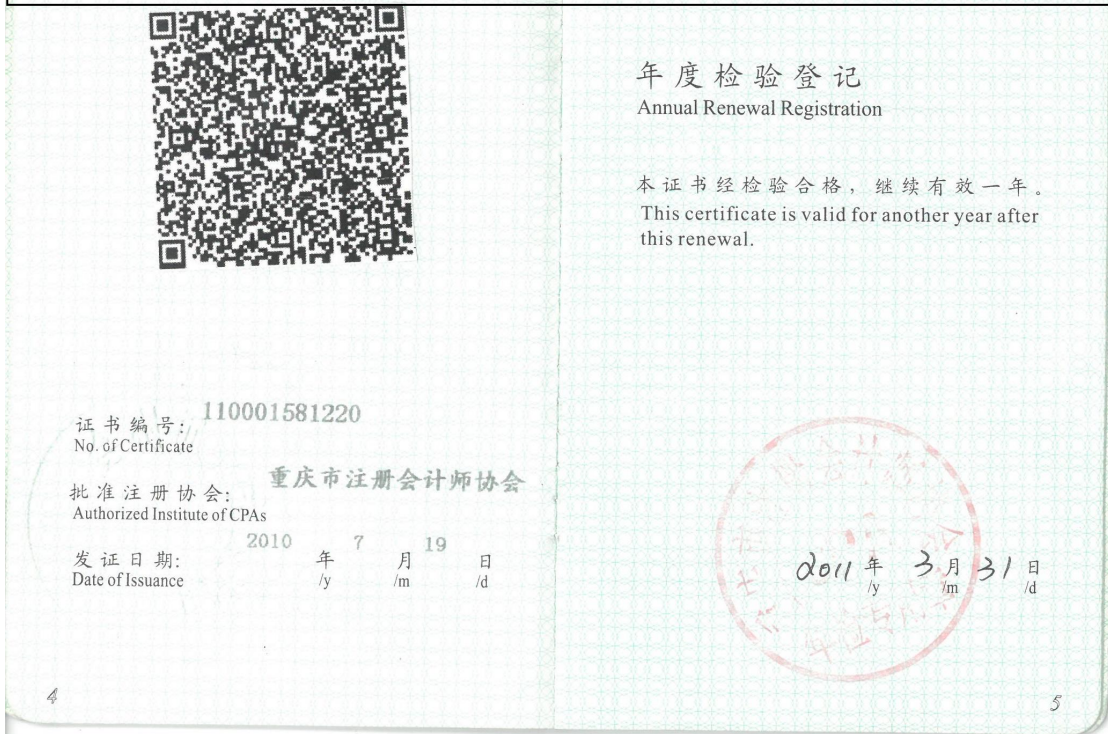 证书编号: 110001581220
No. of Certificate
批准注册协会: 重庆市注册会计师协会
Authorized Institute of CPAs
发证日期: 2010 年 7 月 19 日
Date of Issuance /y /m /d
4
年度检验登记
Annual Renewal Registration
本证书经检验合格，继续有效一年。
This certificate is valid for another year after
this renewal.
2011 年 3 月 31 日
/y /m /d
5